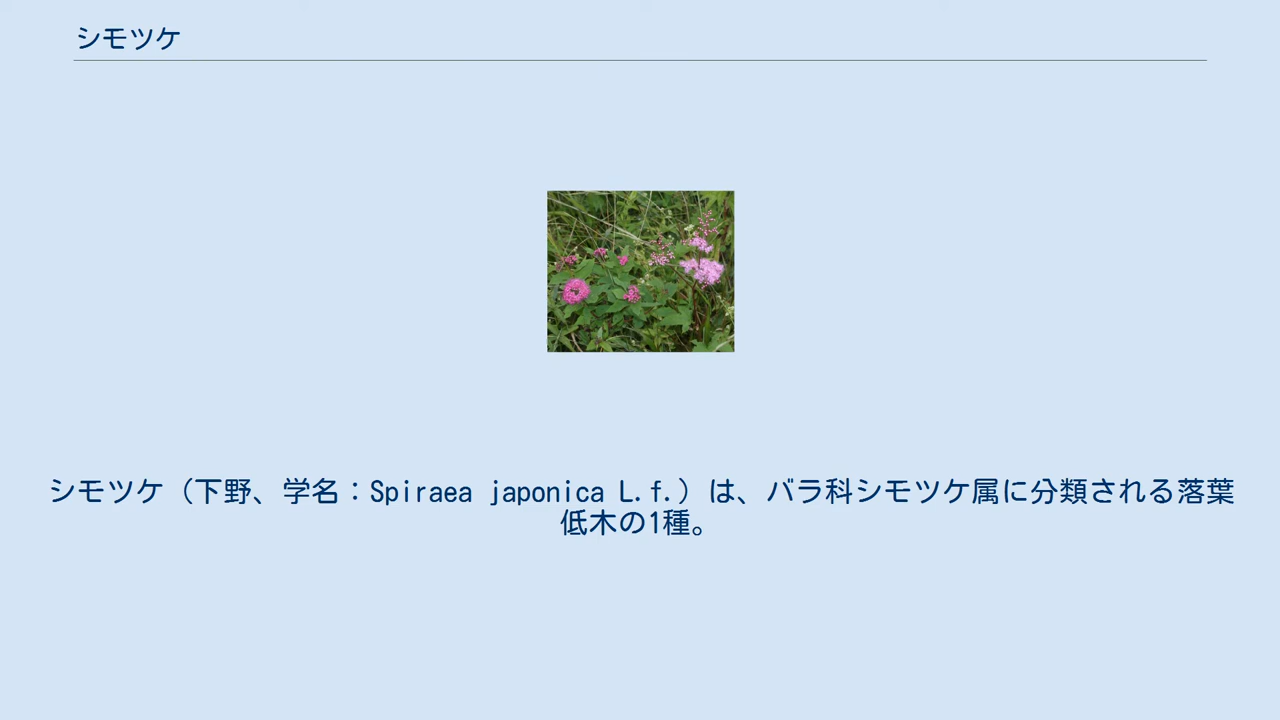 シモツケ
シモツケ（下野、学名：Spiraea japonica L.f.）は、バラ科シモツケ属に分類される落葉
低木の1種。